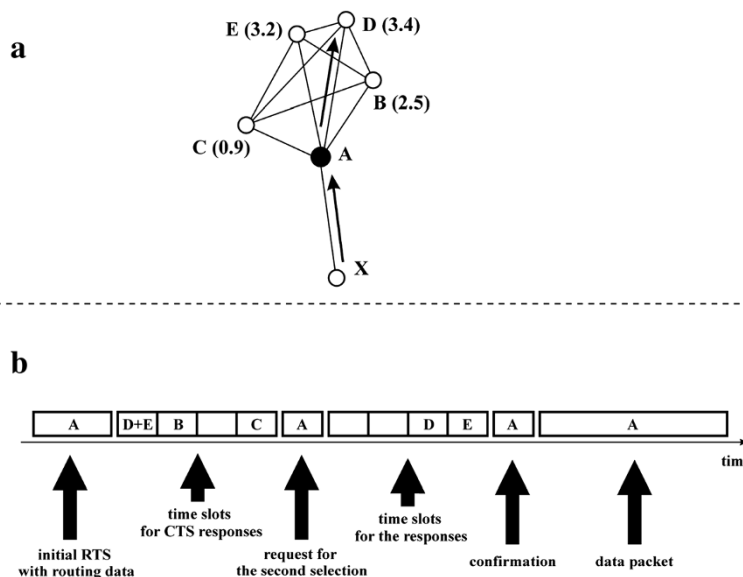 a
E (3.2)
D (3.4)
B (2.5)
C (0.9)
A
X
b
A
D+E
B
C
A
D
E
A
A
time
initial RTS
with routing data
time slots
for CTS responses
request for
the second selection
time slots
for the responses
confirmation
data packet